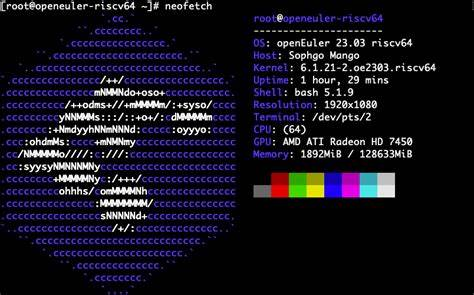 [root@openeuler-riscv64 ~]# neofetch
root@openeuler-riscv64
----------------------
OS: openEuler 23.03 riscv64
Host: Sophgo Mango
Kernel: 6.1.21-2.oe2303.riscv64
Uptime: 1 hour, 29 mins
Shell: bash 5.1.9
Resolution: 1920x1080
Terminal: /dev/pts/2
CPU: (64)
GPU: AMD ATI Radeon HD 7450
Memory: 1892MiB / 128633MiB